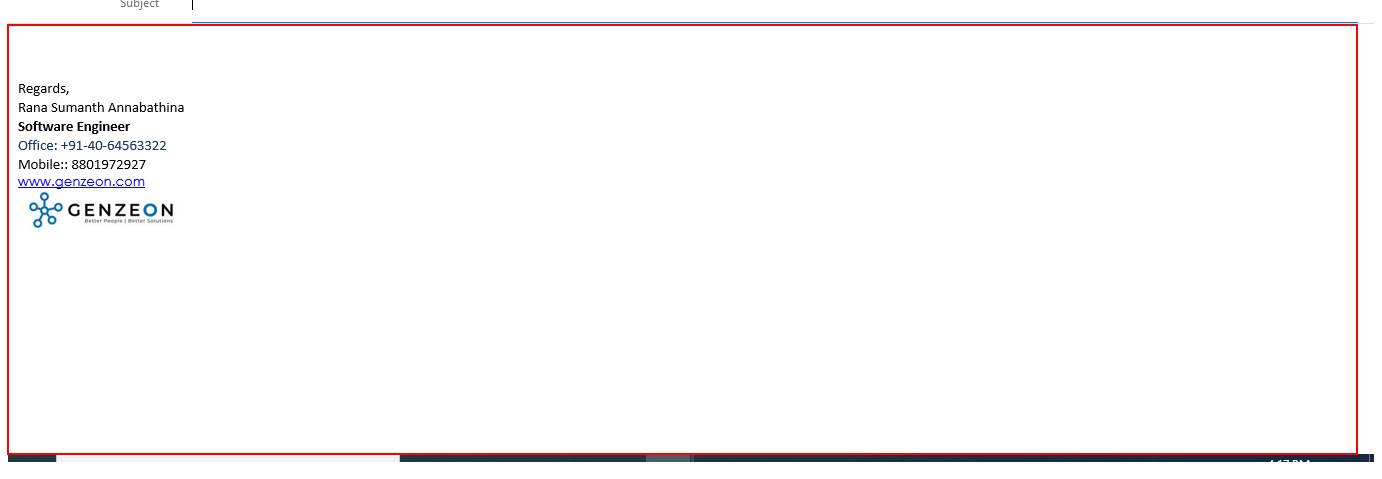 Subject
Regards,
Rana Sumanth Annabathina
Software Engineer
Office: +91-40-64563322
Mobile:: 8801972927
www.genzeon.com
GENZEON
Better People | Better Solutions